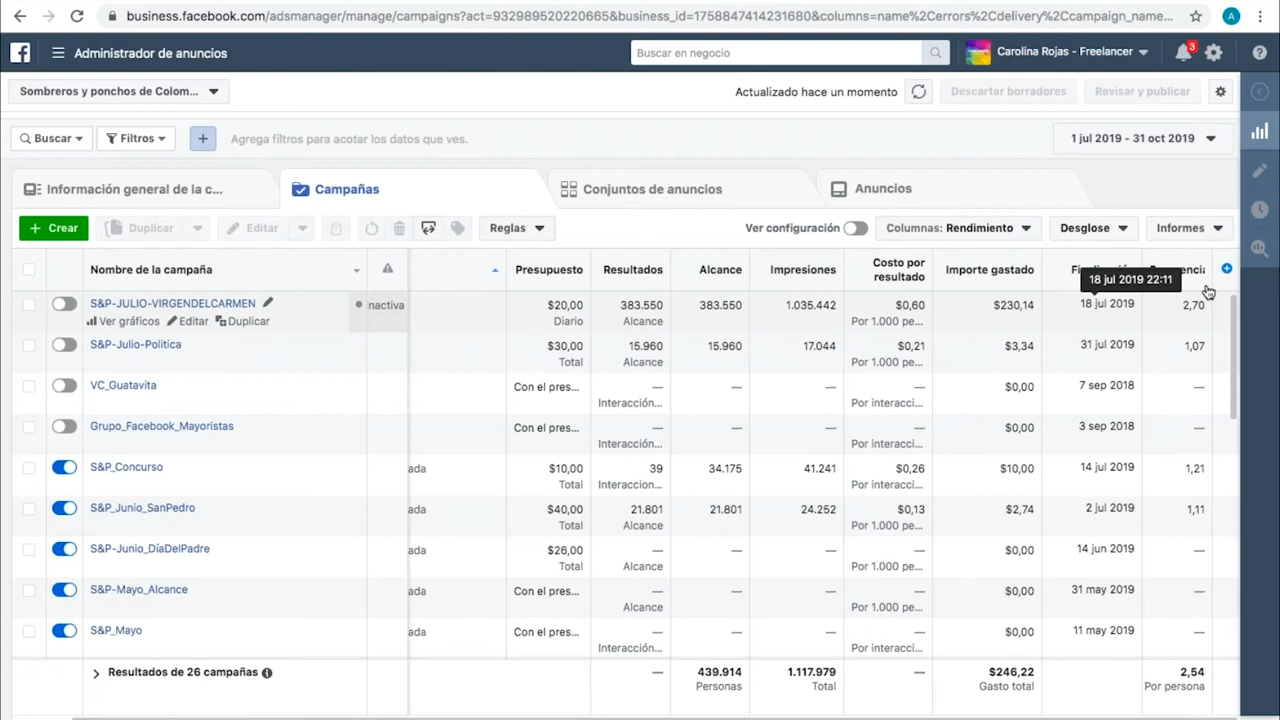 business.facebook.com/adsmanager/manage/campaigns?act=932989520220665&business_id=1758847414231680&columns=name%2Cerrors%2Cdelivery%2Ccampaign_name...
A
Administrador de anuncios
Buscar en negocio
Carolina Rojas - Freelancer
3
Sombreros y ponchos de Colom...
Actualizado hace un momento
Descartar borradores
Revisar y publicar
Buscar
Filtros
Agrega filtros para acotar los datos que ves.
1 jul 2019 - 31 oct 2019
Información general de la c...
Campañas
Conjuntos de anuncios
Anuncios
+ Crear
Duplicar
Editar
Reglas
Ver configuración
Columnas: Rendimiento
Desglose
Informes
Nombre de la campaña
Presupuesto
Resultados
Alcance
Impresiones
Costo por resultado
Importe gastado
18 jul 2019 22:11
S&P-JULIO-VIRGENDELCARMEN
Inactiva
$20,00
383.550
383.550
1.035.442
$0,60
$230,14
18 jul 2019
2,70
Ver gráficos
Editar
Duplicar
Diario
Alcance
Por 1.000 pe...
S&P-Julio-Politica
$30,00
15.960
15.960
17.044
$0,21
$3,34
31 jul 2019
1,07
Total
Alcance
Por 1.000 pe...
VC_Guatavita
Con el pres...
—
—
—
—
$0,00
7 sep 2018
—
Interacción...
Por interacci...
Grupo_Facebook_Mayoristas
Con el pres...
—
—
—
—
$0,00
3 sep 2018
—
Interacción...
Por interacci...
S&P_Concurso
ada
$10,00
39
34.175
41.241
$0,26
$10,00
14 jul 2019
1,21
Total
Interaccion...
Por interacci...
S&P_Junio_SanPedro
ada
$40,00
21.801
21.801
24.252
$0,13
$2,74
2 jul 2019
1,11
Total
Alcance
Por 1.000 pe...
S&P-Junio_DíaDelPadre
ada
$26,00
—
—
—
—
$0,00
14 jun 2019
—
Total
Alcance
Por 1.000 pe...
S&P-Mayo_Alcance
ada
Con el pres...
—
—
—
—
$0,00
31 may 2019
—
Alcance
Por 1.000 pe...
S&P_Mayo
ada
Con el pres...
—
—
—
—
$0,00
11 may 2019
—
Interacción...
Por interacci...
Resultados de 26 campañas
—
439.914
1.117.979
—
$246,22
2,54
Personas
Total
Gasto total
Por persona